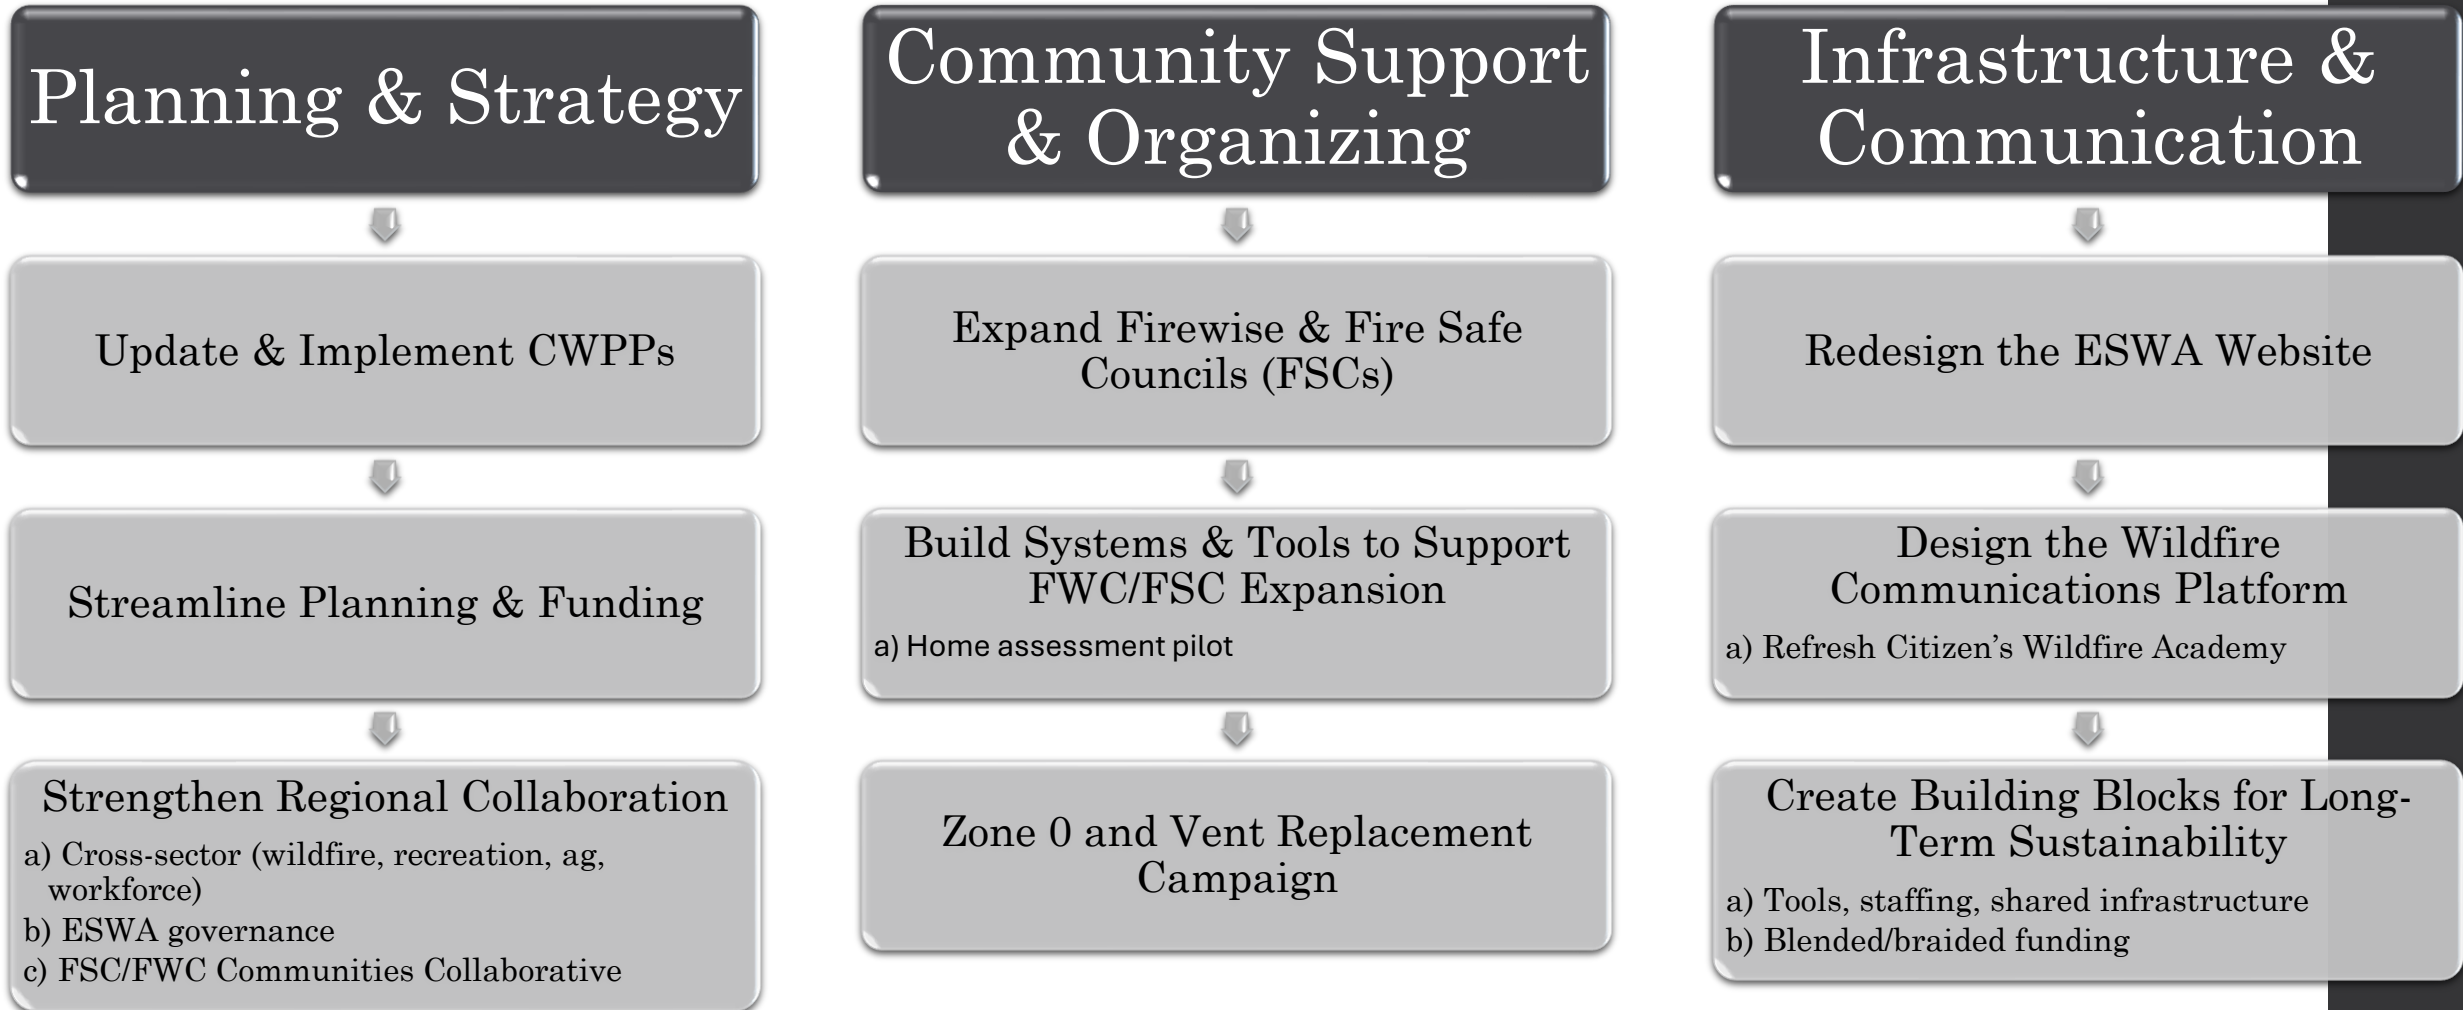 Planning & Strategy
Update & Implement CWPPs
Streamline Planning & Funding
Strengthen Regional Collaboration
a) Cross-sector (wildfire, recreation, ag,
workforce)
b) ESWA governance
c) FSC/FWC Communities Collaborative
Community Support
& Organizing
Expand Firewise & Fire Safe
Councils (FSCs)
Build Systems & Tools to Support
FWC/FSC Expansion
a) Home assessment pilot
Zone 0 and Vent Replacement
Campaign
Infrastructure &
Communication
Redesign the ESWA Website
Design the Wildfire
Communications Platform
a) Refresh Citizen’s Wildfire Academy
Create Building Blocks for Long-
Term Sustainability
a) Tools, staffing, shared infrastructure
b) Blended/braided funding